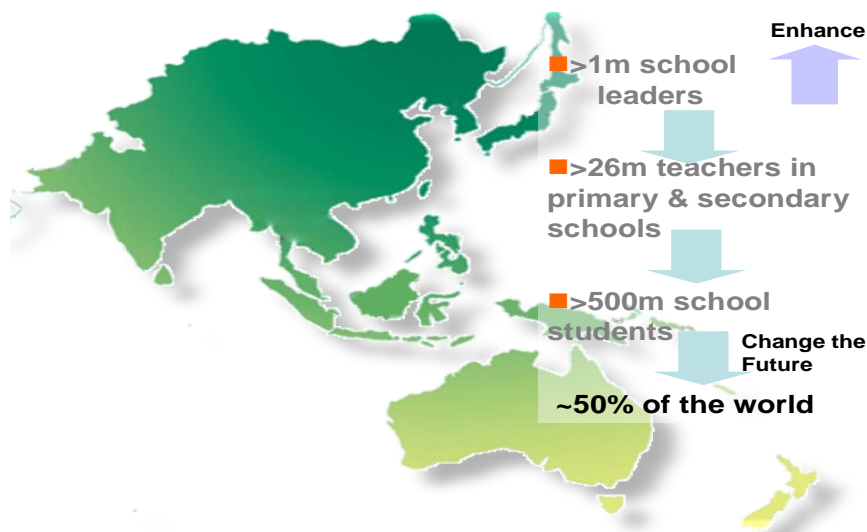 Enhance
>1m school
leaders
>26m teachers in
primary & secondary
schools
>500m school
students
Change the
Future
~50% of the world